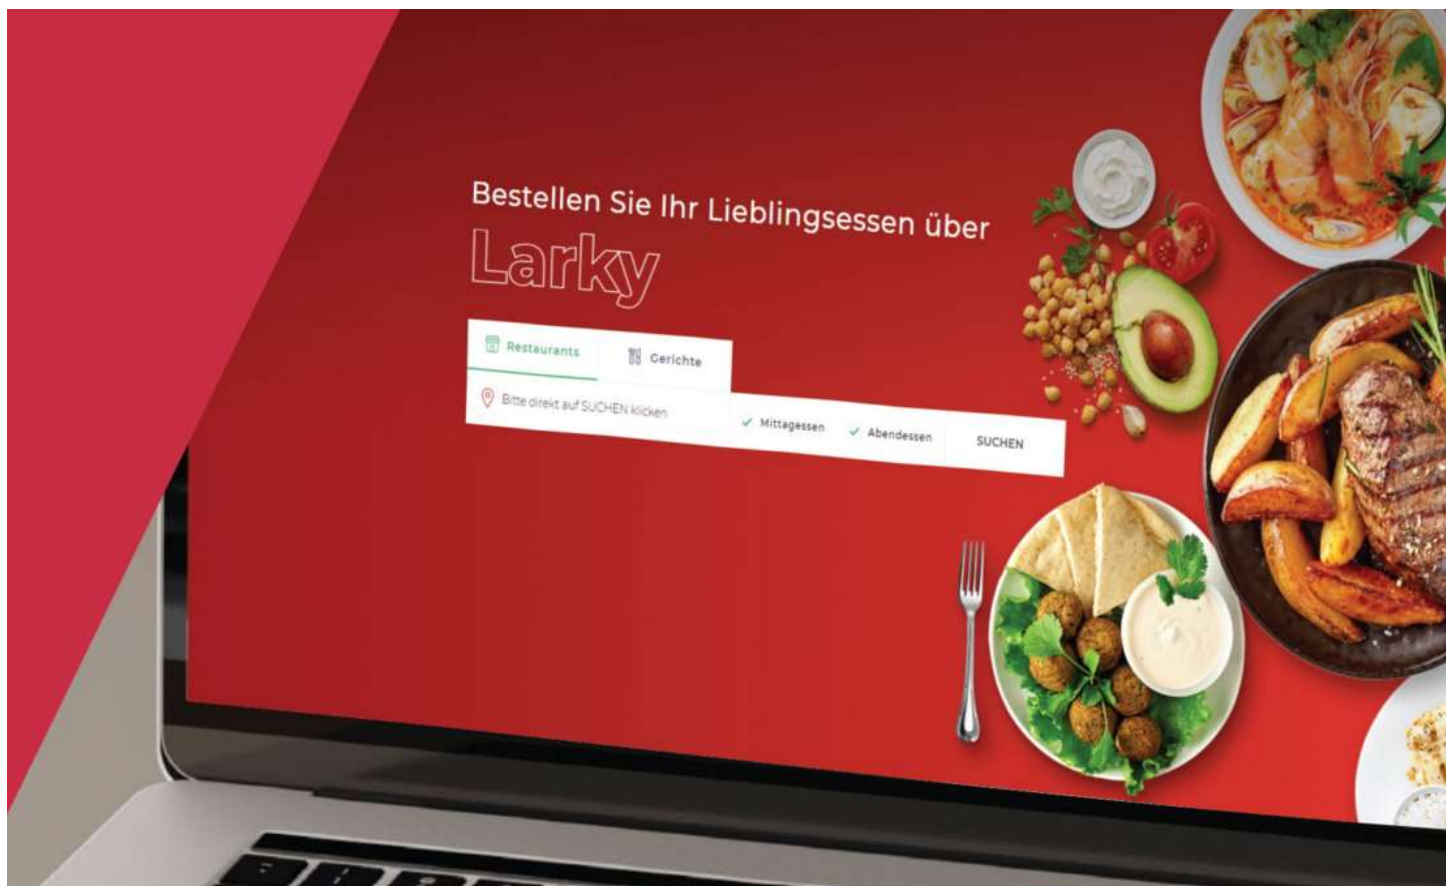 Bestellen Sie Ihr Lieblingsessen über
Larky
Restaurants
Gerichte
Bitte direkt auf SUCHEN klicken
Mittagessen
Abendessen
SUCHEN